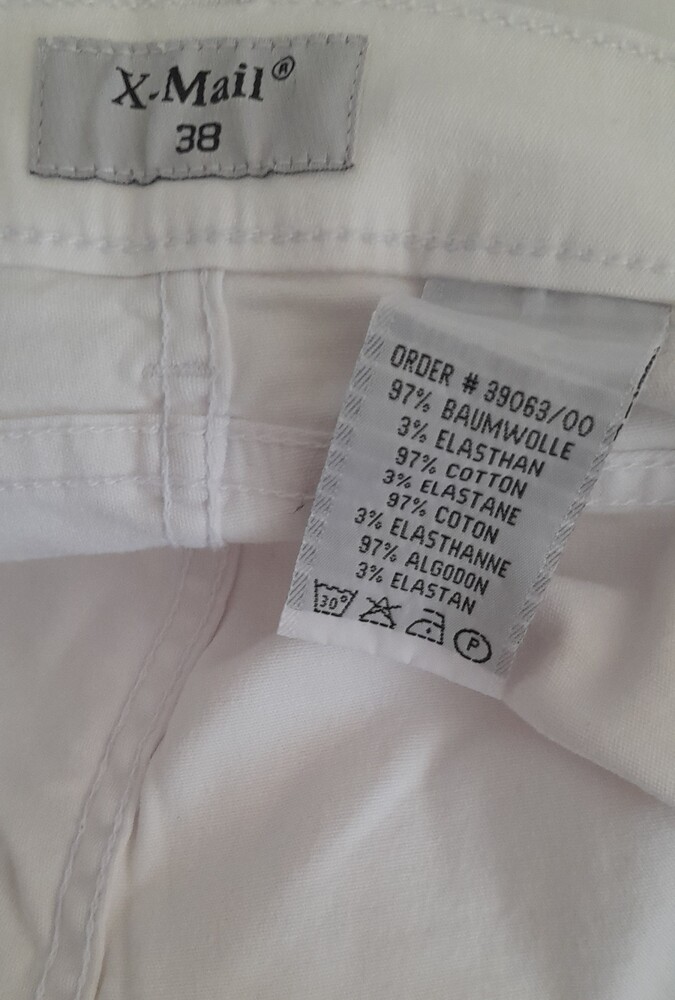 X-Mail®
38
ORDER # 39063/00
97% BAUMWOLLE
3% ELASTHAN
97% COTTON
3% ELASTANE
97% COTON
3% ELASTHANNE
97% ALGODON
3% ELASTAN
30° P